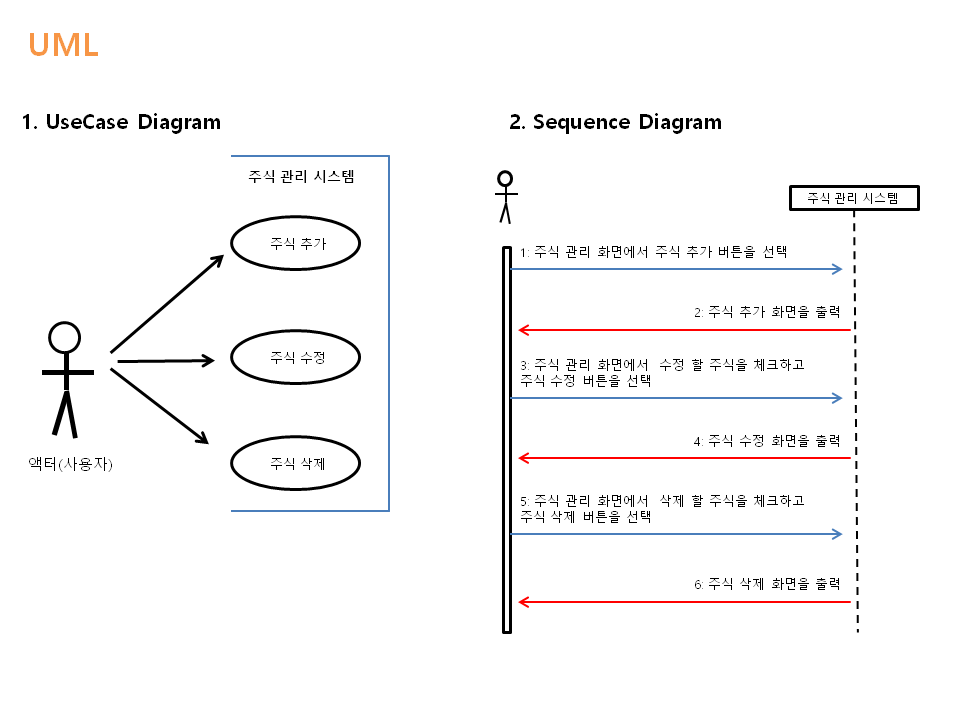 UML
1. UseCase Diagram
주식 관리 시스템
주식 추가
주식 수정
주식 삭제
액터(사용자)
2. Sequence Diagram
주식 관리 시스템
1: 주식 관리 화면에서 주식 추가 버튼을 선택
2: 주식 추가 화면을 출력
3: 주식 관리 화면에서 수정 할 주식을 체크하고
주식 수정 버튼을 선택
4: 주식 수정 화면을 출력
5: 주식 관리 화면에서 삭제 할 주식을 체크하고
주식 삭제 버튼을 선택
6: 주식 삭제 화면을 출력